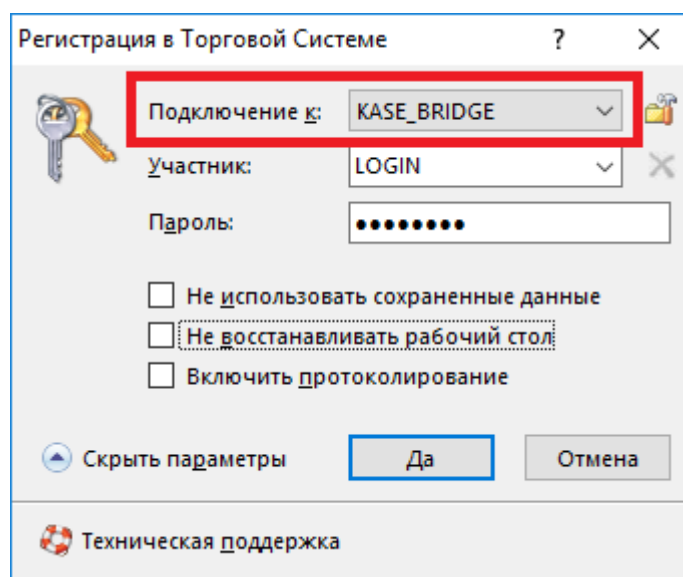 Регистрация в Торговой Системе ?
Подключение к: KASE_BRIDGE
Участник: LOGIN
Пароль: ●●●●●●●●
Не использовать сохраненные данные
Не восстанавливать рабочий стол
Включить протоколирование
Скрыть параметры Да Отмена
Техническая поддержка